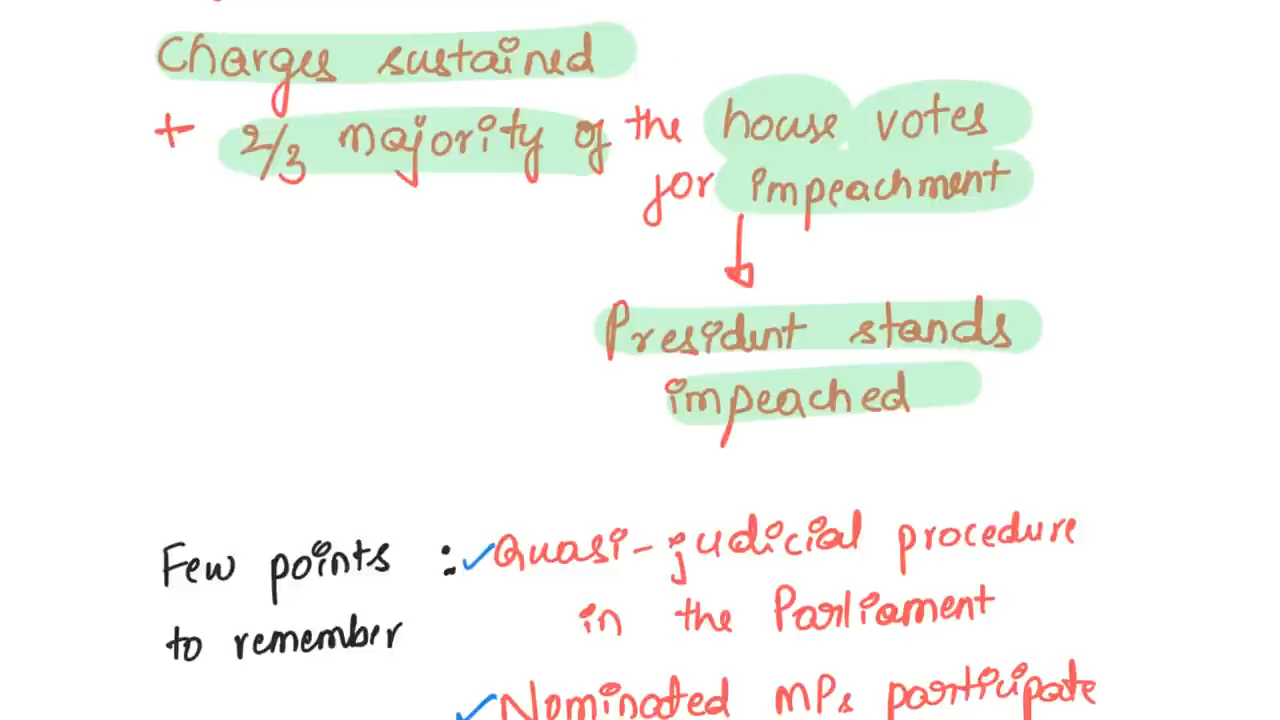 Charges sustained
+ 2/3 majority of the house votes
for impeachment
President stands
impeached
Few points : Quasi-judicial procedure
to remember in the Parliament
Nominated MPs participate